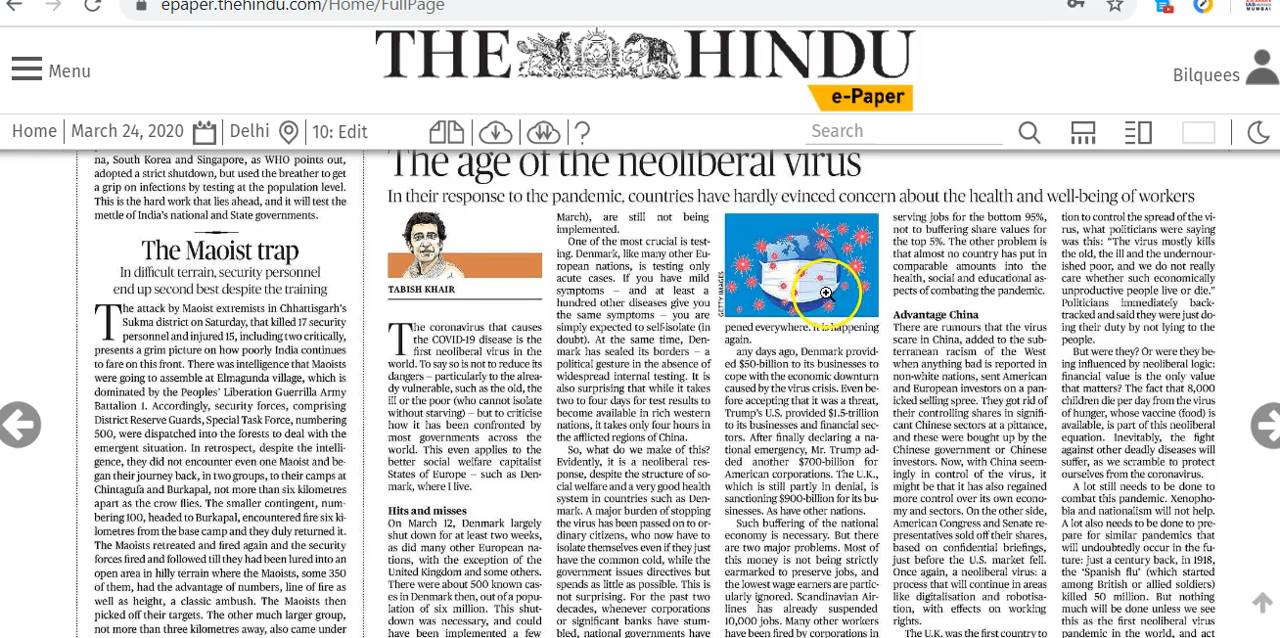 epaper.thehindu.com/Home/FullPage
Menu
THE HINDU
e-Paper
Bilquees
Home
March 24, 2020
Delhi
10: Edit
?
Search
na, South Korea and Singapore, as WHO points out,
adopted a strict shutdown, but used the breather to get
a grip on infections by testing at the population level.
This is the hard work that lies ahead, and it will test the
mettle of India's national and State governments.
The Maoist trap
In difficult terrain, security personnel
end up second best despite the training
The attack by Maoist extremists in Chhattisgarh's
Sukma district on Saturday, that killed 17 security
personnel and injured 15, including two critically,
presents a grim picture on how poorly India continues
to fare on this front. There was intelligence that Maoists
were going to assemble at Elmagunda village, which is
dominated by the Peoples' Liberation Guerrilla Army
Battalion 1. Accordingly, security forces, comprising
District Reserve Guards, Special Task Force, numbering
500, were dispatched into the forests to deal with the
emergent situation. In retrospect, despite the intelli-
gence, they did not encounter even one Maoist and be-
gan their journey back, in two groups, to their camps at
Chintagufa and Burkapal, not more than six kilometres
apart as the crow flies. The smaller contingent, num-
bering 100, headed to Burkapal, encountered fire six ki-
lometres from the base camp and they duly returned it.
The Maoists retreated and fired again and the security
forces fired and followed till they had been lured into an
open area in hilly terrain where the Maoists, some 350
of them, had the advantage of numbers, line of fire as
well as height, a classic ambush. The Maoists then
picked off their targets. The other much larger group,
not more than three kilometres away, also came under
The age of the neoliberal virus
In their response to the pandemic, countries have hardly evinced concern about the health and well-being of workers
TABISH KHAIR
The coronavirus that causes
the COVID-19 disease is the
first neoliberal virus in the
world. To say so is not to reduce its
dangers – particularly to the alrea-
dy vulnerable, such as the old, the
ill or the poor (who cannot isolate
without starving) – but to criticise
how it has been confronted by
most governments across the
world. This even applies to the
better social welfare capitalist
States of Europe – such as Den-
mark, where I live.
Hits and misses
On March 12, Denmark largely
shut down for at least two weeks,
as did many other European na-
tions, with the exception of the
United Kingdom and some others.
There were about 500 known cas-
es in Denmark then, out of a popu-
lation of six million. This shut-
down was necessary, and could
have been implemented a few
March), are still not being
implemented.
One of the most crucial is test-
ing. Denmark, like many other Eu-
ropean nations, is testing only
acute cases. If you have mild
symptoms – and at least a
hundred other diseases give you
the same symptoms – you are
simply expected to self-isolate (in
doubt). At the same time, Den-
mark has sealed its borders – a
political gesture in the absence of
widespread internal testing. It is
also surprising that while it takes
two to four days for test results to
become available in rich western
nations, it takes only four hours in
the afflicted regions of China.
So, what do we make of this?
Evidently, it is a neoliberal res-
ponse, despite the structure of so-
cial welfare and a very good health
system in countries such as Den-
mark. A major burden of stopping
the virus has been passed on to or-
dinary citizens, who now have to
isolate themselves even if they just
have the common cold, while the
government issues directives but
spends as little as possible. This is
not surprising. For the past two
decades, whenever corporations
or significant banks have stum-
bled, national governments have
GETTY IMAGES
pened everywhere. It is happening
again.
any days ago, Denmark provid-
ed $50-billion to its businesses to
cope with the economic downturn
caused by the virus crisis. Even be-
fore accepting that it was a threat,
Trump's U.S. provided $1.5-trillion
to its businesses and financial sec-
tors. After finally declaring a na-
tional emergency, Mr. Trump ad-
ded another $700-billion for
American corporations. The U.K.,
which is still partly in denial, is
sanctioning $900-billion for its bu-
sinesses. As have other nations.
Such buffering of the national
economy is necessary. But there
are two major problems. Most of
this money is not being strictly
earmarked to preserve jobs, and
the lowest wage earners are partic-
ularly ignored. Scandinavian Air-
lines has already suspended
10,000 jobs. Many other workers
have been fired by corporations in
serving jobs for the bottom 95%,
not to buffering share values for
the top 5%. The other problem is
that almost no country has put in
comparable amounts into the
health, social and educational as-
pects of combating the pandemic.
Advantage China
There are rumours that the virus
scare in China, added to the sub-
terranean racism of the West
when anything bad is reported in
non-white nations, sent American
and European investors on a pan-
icked selling spree. They got rid of
their controlling shares in signifi-
cant Chinese sectors at a pittance,
and these were bought up by the
Chinese government or Chinese
investors. Now, with China seem-
ingly in control of the virus, it
might be that it has also regained
more control over its own econo-
my and sectors. On the other side,
American Congress and Senate re-
presentatives sold off their shares,
based on confidential briefings,
just before the U.S. market fell.
Once again, a neoliberal virus: a
process that will continue in areas
like digitalisation and robotisa-
tion, with effects on working
rights.
The U.K. was the first country to
tion to control the spread of the vi-
rus, what politicians were saying
was this: "The virus mostly kills
the old, the ill and the undernour-
ished poor, and we do not really
care whether such economically
unproductive people live or die."
Politicians immediately back-
tracked and said they were just do-
ing their duty by not lying to the
people.
But were they? Or were they be-
ing influenced by neoliberal logic:
financial value is the only value
that matters? The fact that 8,000
children die per day from the virus
of hunger, whose vaccine (food) is
available, is part of this neoliberal
equation. Inevitably, the fight
against other deadly diseases will
suffer, as we scramble to protect
ourselves from the coronavirus.
A lot still needs to be done to
combat this pandemic. Xenopho-
bia and nationalism will not help.
A lot also needs to be done to pre-
pare for similar pandemics that
will undoubtedly occur in the fu-
ture: just a century back, in 1918,
the 'Spanish flu' (which started
among British or allied soldiers)
killed 50 million. But nothing
much will be done unless we see
this as the first neoliberal virus
pandemic in the world, and